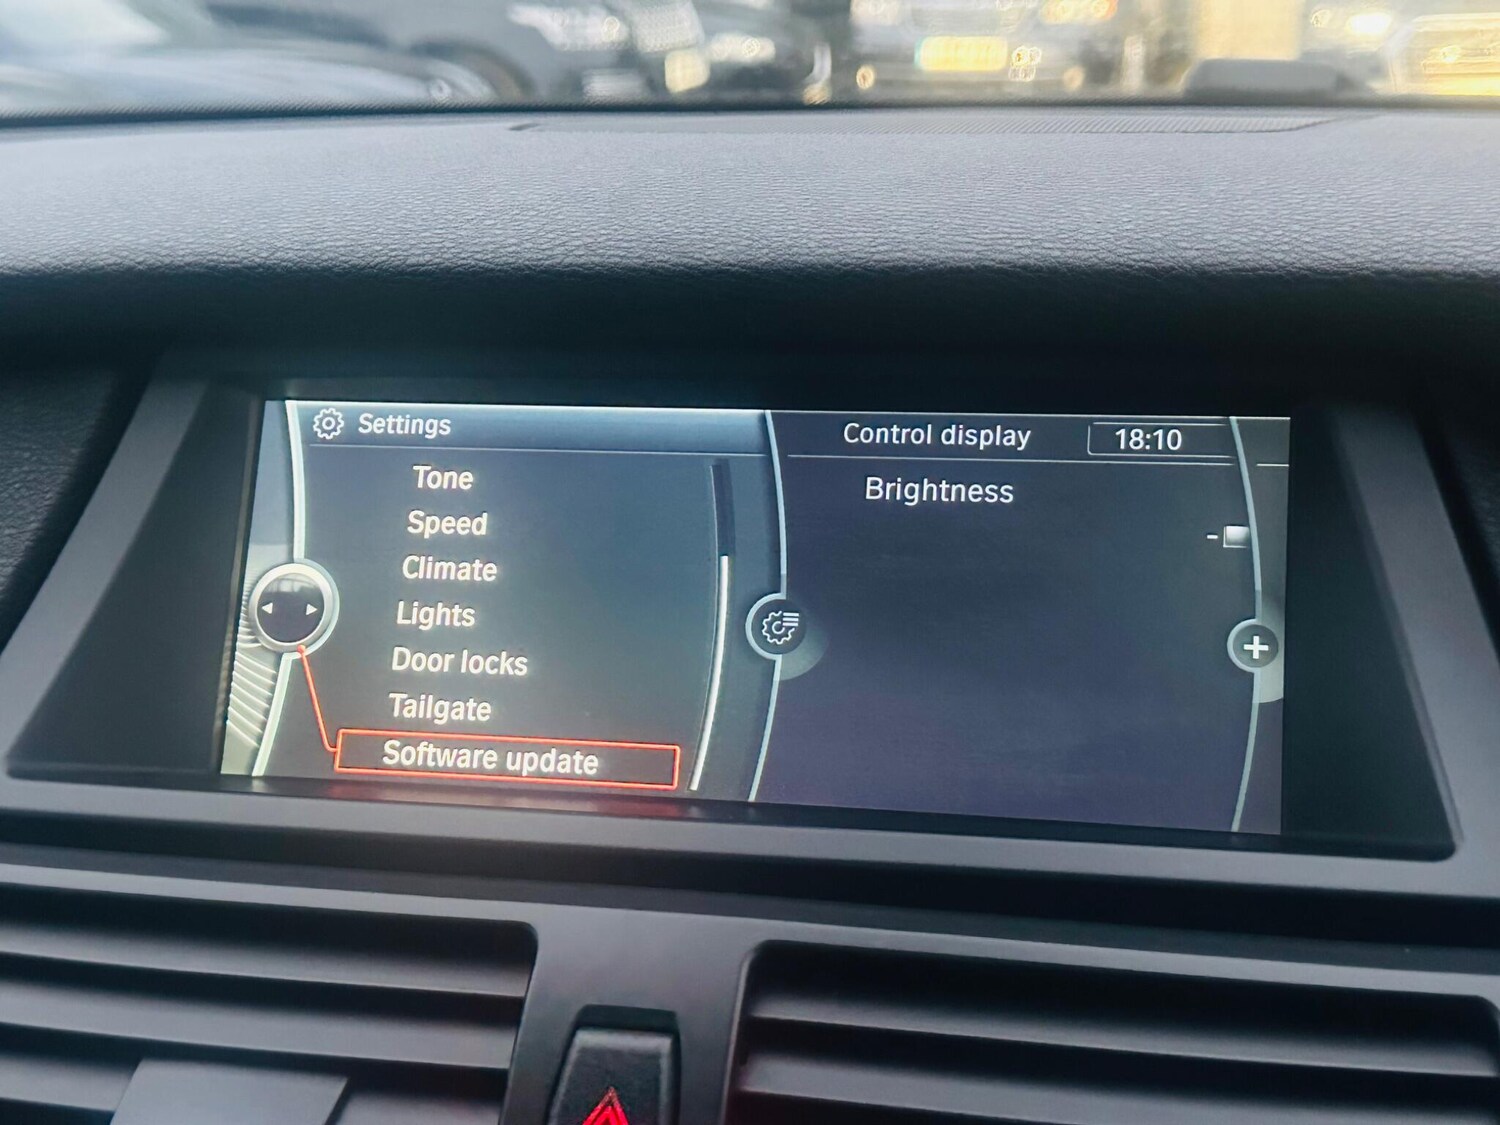 Settings
Tone
Speed
Climate
Lights
Door locks
Tailgate
Software update
Control display
18:10
Brightness